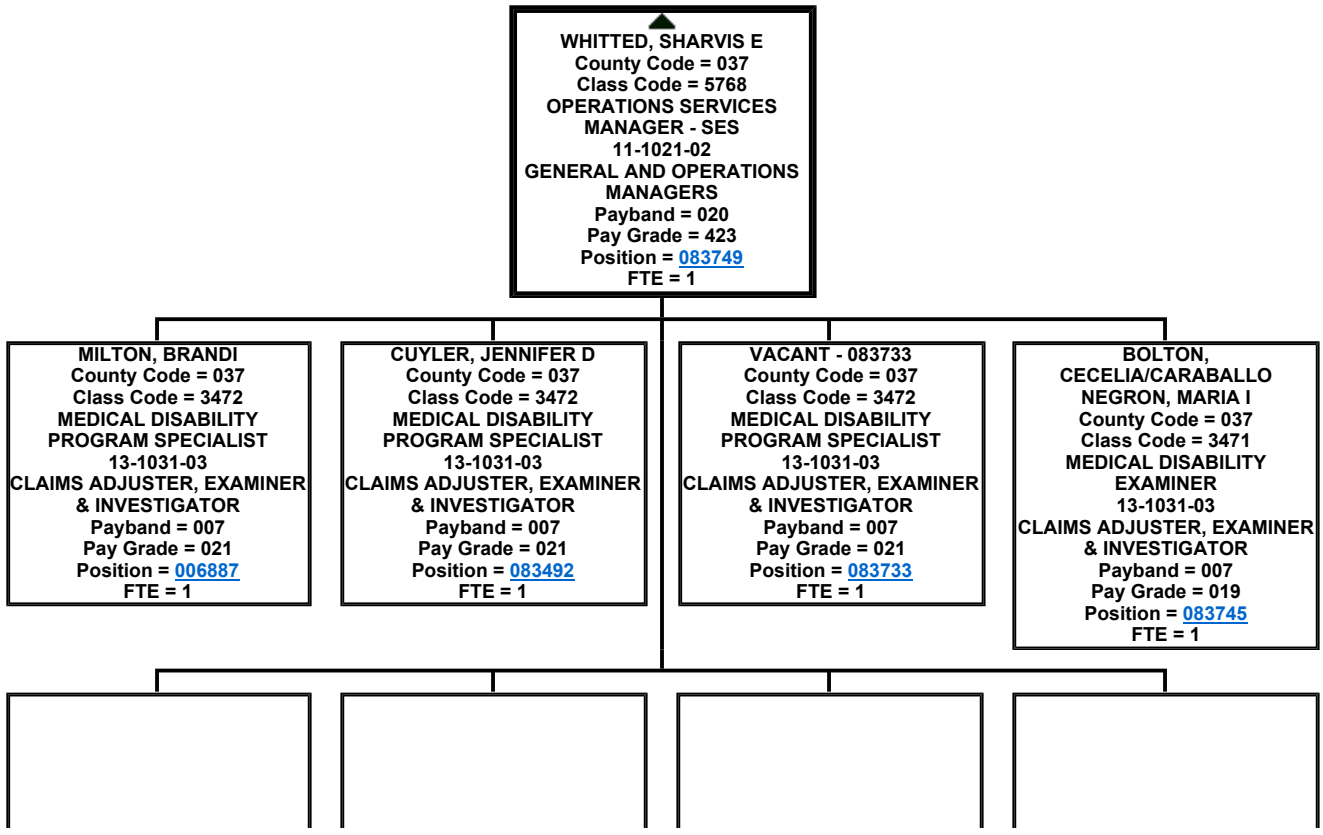 WHITTED, SHARVIS E
County Code = 037
Class Code = 5768
OPERATIONS SERVICES
MANAGER - SES
11-1021-02
GENERAL AND OPERATIONS
MANAGERS
Payband = 020
Pay Grade = 423
Position = 083749
FTE = 1
MILTON, BRANDI
County Code = 037
Class Code = 3472
MEDICAL DISABILITY
PROGRAM SPECIALIST
13-1031-03
CLAIMS ADJUSTER, EXAMINER
& INVESTIGATOR
Payband = 007
Pay Grade = 021
Position = 006887
FTE = 1
CUYLER, JENNIFER D
County Code = 037
Class Code = 3472
MEDICAL DISABILITY
PROGRAM SPECIALIST
13-1031-03
CLAIMS ADJUSTER, EXAMINER
& INVESTIGATOR
Payband = 007
Pay Grade = 021
Position = 083492
FTE = 1
VACANT - 083733
County Code = 037
Class Code = 3472
MEDICAL DISABILITY
PROGRAM SPECIALIST
13-1031-03
CLAIMS ADJUSTER, EXAMINER
& INVESTIGATOR
Payband = 007
Pay Grade = 021
Position = 083733
FTE = 1
BOLTON,
CECELIA/CARABALLO
NEGRON, MARIA I
County Code = 037
Class Code = 3471
MEDICAL DISABILITY
EXAMINER
13-1031-03
CLAIMS ADJUSTER, EXAMINER
& INVESTIGATOR
Payband = 007
Pay Grade = 019
Position = 083745
FTE = 1